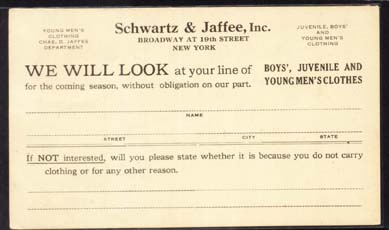 YOUNG MEN'S
CLOTHING
CHAS. D. JAFFEE
DEPARTMENT
Schwartz & Jaffee, Inc.
BROADWAY AT 19th STREET
NEW YORK
JUVENILE, BOYS'
AND
YOUNG MEN'S
CLOTHING
WE WILL LOOK at your line of BOYS', JUVENILE AND
YOUNG MEN'S CLOTHES
for the coming season, without obligation on our part.
NAME
STREET CITY STATE
If NOT interested, will you please state whether it is because you do not carry
clothing or for any other reason.